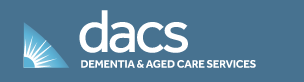 dacs
DEMENTIA & AGED CARE SERVICES